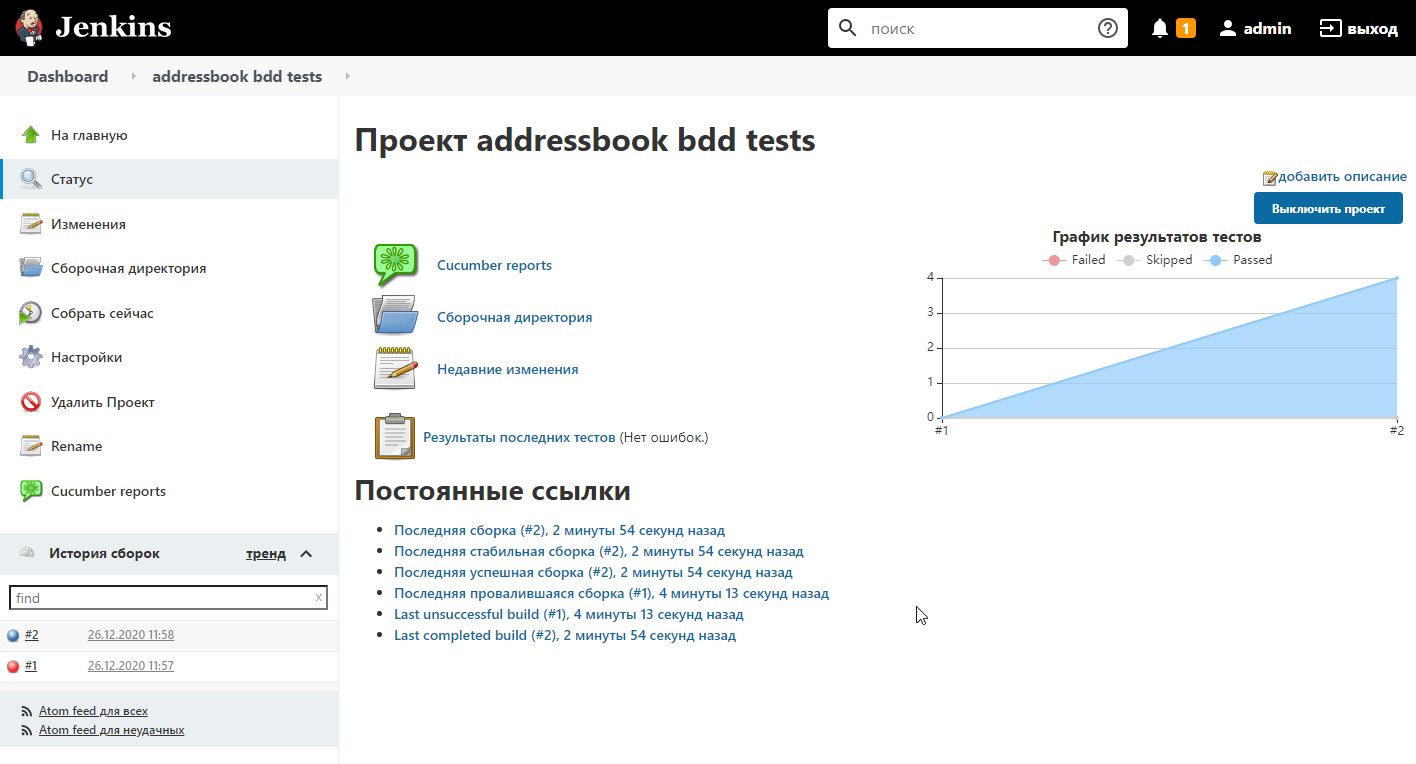 Jenkins
поиск
1
admin
выход
Dashboard
addressbook bdd tests
На главную
Статус
Изменения
Сборочная директория
Собрать сейчас
Настройки
Удалить Проект
Rename
Cucumber reports
История сборок
тренд
find
x
#2 26.12.2020 11:58
#1 26.12.2020 11:57
Atom feed для всех
Atom feed для неудачных
Проект addressbook bdd tests
добавить описание
Выключить проект
Cucumber reports
Сборочная директория
Недавние изменения
Результаты последних тестов (Нет ошибок.)
График результатов тестов
Failed Skipped Passed
4
3
2
1
0
#1 #2
Постоянные ссылки
Последняя сборка (#2), 2 минуты 54 секунд назад
Последняя стабильная сборка (#2), 2 минуты 54 секунд назад
Последняя успешная сборка (#2), 2 минуты 54 секунд назад
Последняя провалившаяся сборка (#1), 4 минуты 13 секунд назад
Last unsuccessful build (#1), 4 минуты 13 секунд назад
Last completed build (#2), 2 минуты 54 секунд назад